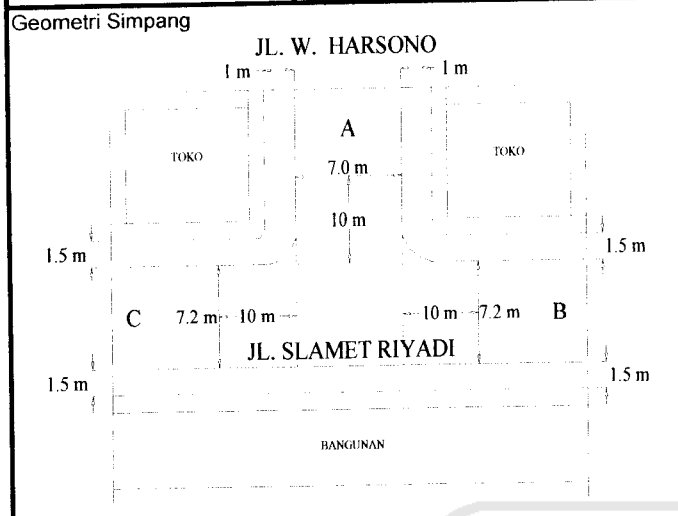 Geometri Simpang
JL. W. HARSONO
1 m 1 m
A
TOKO TOKO
7.0 m
10 m
1.5 m 1.5 m
C 7.2 m 10 m 10 m 7.2 m B
JL. SLAMET RIYADI
1.5 m 1.5 m
BANGUNAN